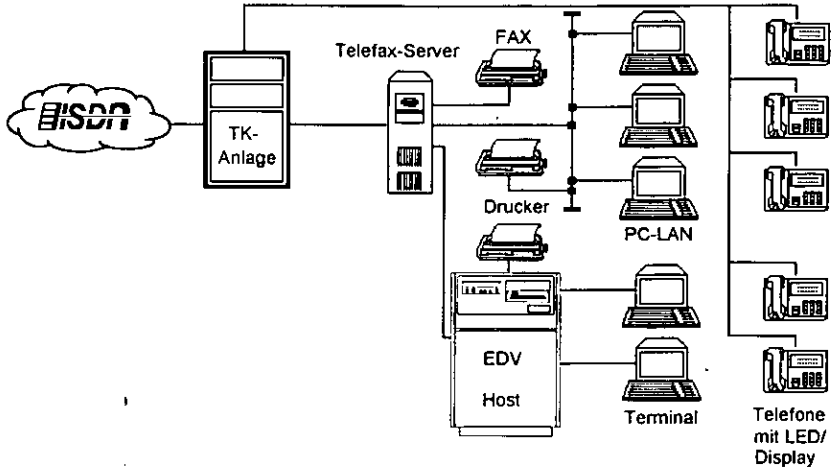 FAX
Telefax-Server
ISDN
TK-
Anlage
Drucker
PC-LAN
EDV
Host
Terminal
Telefone
mit LED/
Display